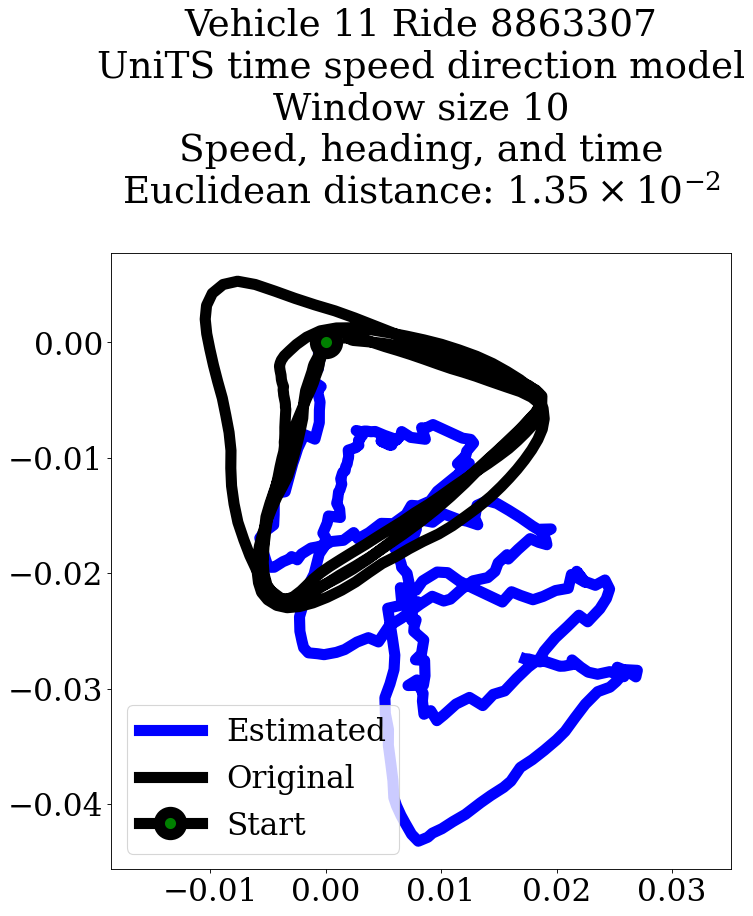 Vehicle 11 Ride 8863307
UniTS time speed direction model
Window size 10
Speed, heading, and time
Euclidean distance: 1.35 × 10⁻²
0.00
−0.01
−0.02
−0.03
−0.04
Estimated
Original
Start
−0.01 0.00 0.01 0.02 0.03